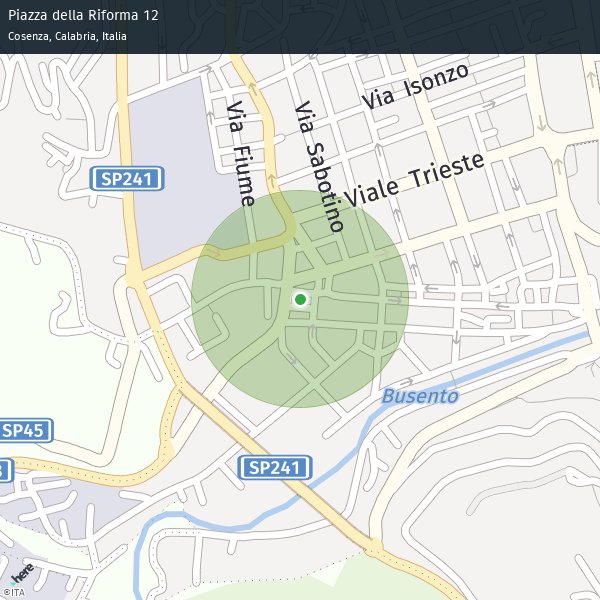 Piazza della Riforma 12
Cosenza, Calabria, Italia
Via Isonzo
Via Fiume
Via Sabotino
SP241
Viale Trieste
Busento
SP45
SP241
3
here
©ITA